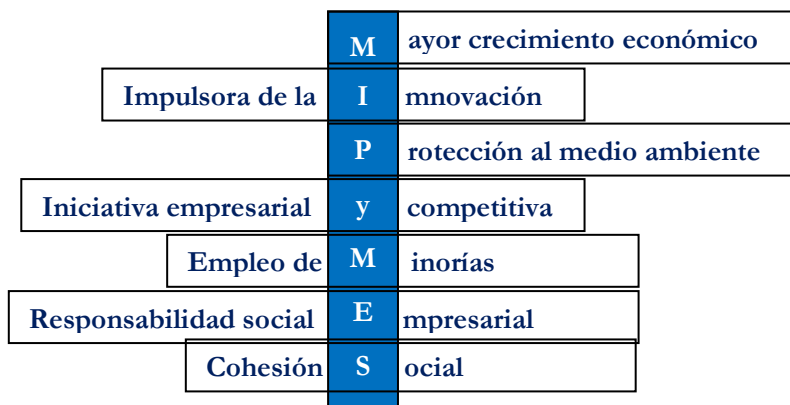 Mayor crecimiento económico
Impulsora de la Imnovación
Protección al medio ambiente
Iniciativa empresarial y competitiva
Empleo de Minorías
Responsabilidad social Empresarial
Cohesión Social